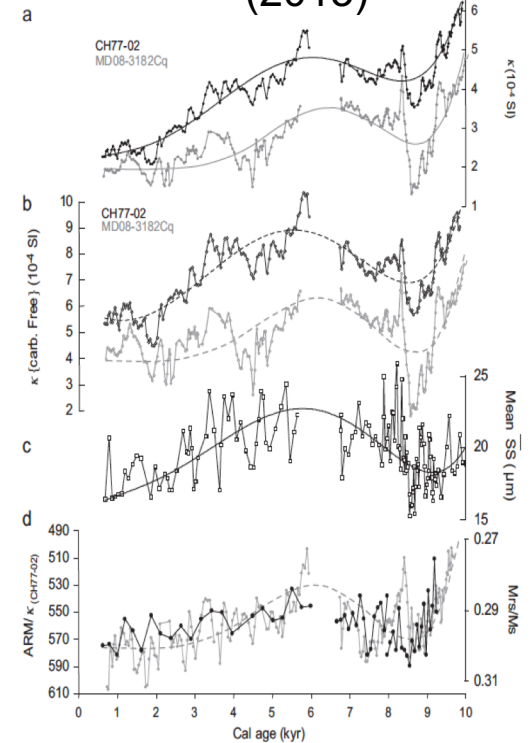 (2013)
a
CH77-02
MD08-3182Cq
6
5
4
3
2
1
κ (10-4 SI)
b
CH77-02
MD08-3182Cq
10
9
8
7
6
5
4
3
2
κ {carb. Free} (10-4 SI)
c
25
20
15
Mean SS (μm)
d
490
510
530
550
570
590
610
ARM/ κ (CH77-02)
0.27
0.29
0.31
Mrs/Ms
0 1 2 3 4 5 6 7 8 9 10
Cal age (kyr)